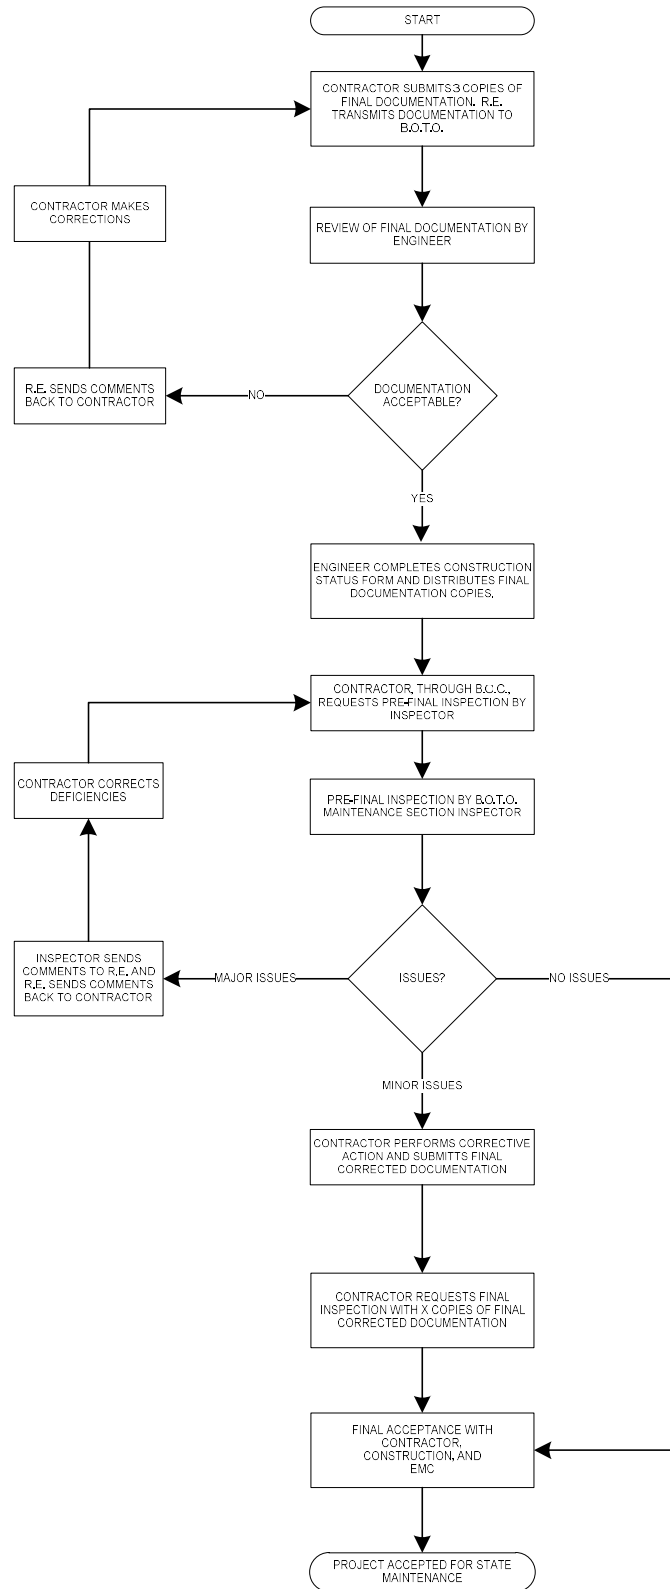 START
CONTRACTOR SUBMITS 3 COPIES OF
FINAL DOCUMENTATION. R.E.
TRANSMITS DOCUMENTATION TO
B.O.T.O.
CONTRACTOR MAKES
CORRECTIONS
REVIEW OF FINAL DOCUMENTATION BY
ENGINEER
R.E. SENDS COMMENTS
BACK TO CONTRACTOR
NO
DOCUMENTATION
ACCEPTABLE?
YES
ENGINEER COMPLETES CONSTRUCTION
STATUS FORM AND DISTRIBUTES FINAL
DOCUMENTATION COPIES.
CONTRACTOR, THROUGH B.C.C.,
REQUESTS PRE-FINAL INSPECTION BY
INSPECTOR
CONTRACTOR CORRECTS
DEFICIENCIES
PRE-FINAL INSPECTION BY B.O.T.O.
MAINTENANCE SECTION INSPECTOR
INSPECTOR SENDS
COMMENTS TO R.E. AND
R.E. SENDS COMMENTS
BACK TO CONTRACTOR
MAJOR ISSUES
ISSUES?
NO ISSUES
MINOR ISSUES
CONTRACTOR PERFORMS CORRECTIVE
ACTION AND SUBMITTS FINAL
CORRECTED DOCUMENTATION
CONTRACTOR REQUESTS FINAL
INSPECTION WITH X COPIES OF FINAL
CORRECTED DOCUMENTATION
FINAL ACCEPTANCE WITH
CONTRACTOR,
CONSTRUCTION, AND
EMC
PROJECT ACCEPTED FOR STATE
MAINTENANCE